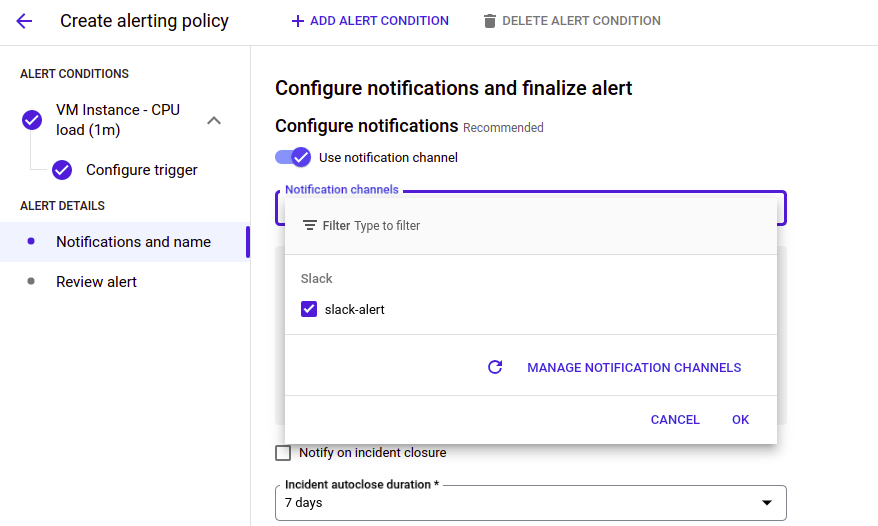 Create alerting policy
ADD ALERT CONDITION
DELETE ALERT CONDITION
ALERT CONDITIONS
VM Instance - CPU
load (1m)
Configure trigger
ALERT DETAILS
Notifications and name
Review alert
Configure notifications and finalize alert
Configure notifications Recommended
Use notification channel
Notification channels
Filter Type to filter
Slack
slack-alert
MANAGE NOTIFICATION CHANNELS
CANCEL OK
Notify on incident closure
Incident autoclose duration *
7 days